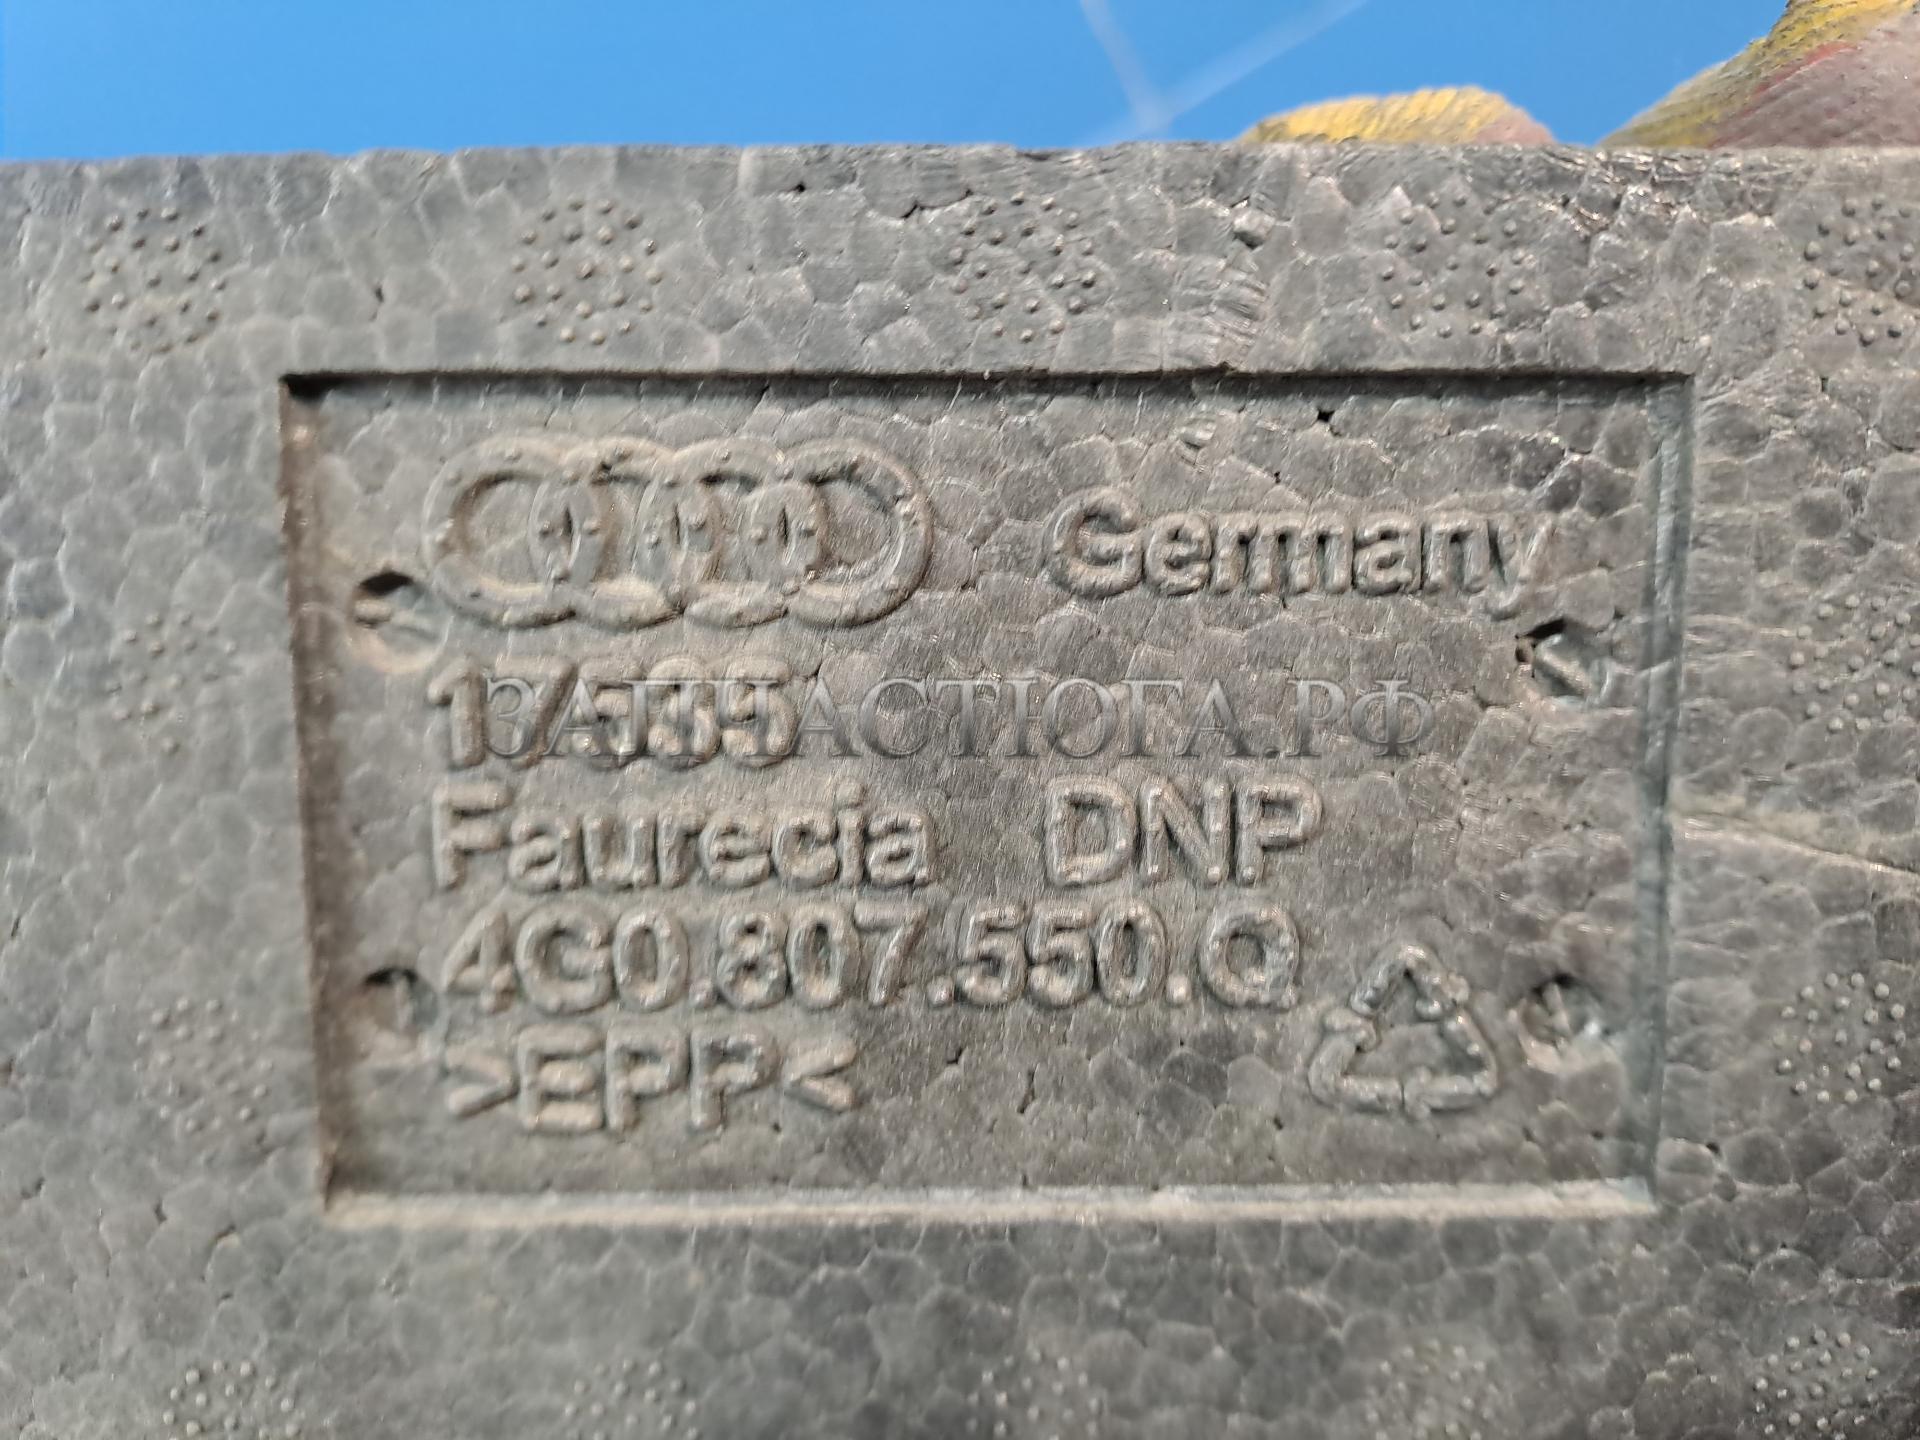 Germany
ЗАПЧАСТЮГА.РФ
Faurecia DNP
4G0.807.550.Q
>EPP<